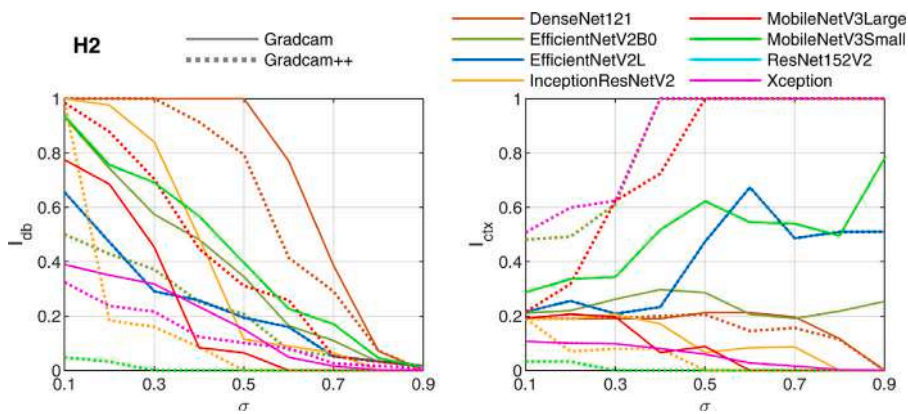 H2
Gradcam
Gradcam++
DenseNet121
EfficientNetV2B0
EfficientNetV2L
InceptionResNetV2
MobileNetV3Large
MobileNetV3Small
ResNet152V2
Xception
1
0.8
0.6
0.4
0.2
0
I_db
0.1 0.3 0.5 0.7 0.9
σ
1
0.8
0.6
0.4
0.2
0
I_ctx
0.1 0.3 0.5 0.7 0.9
σ